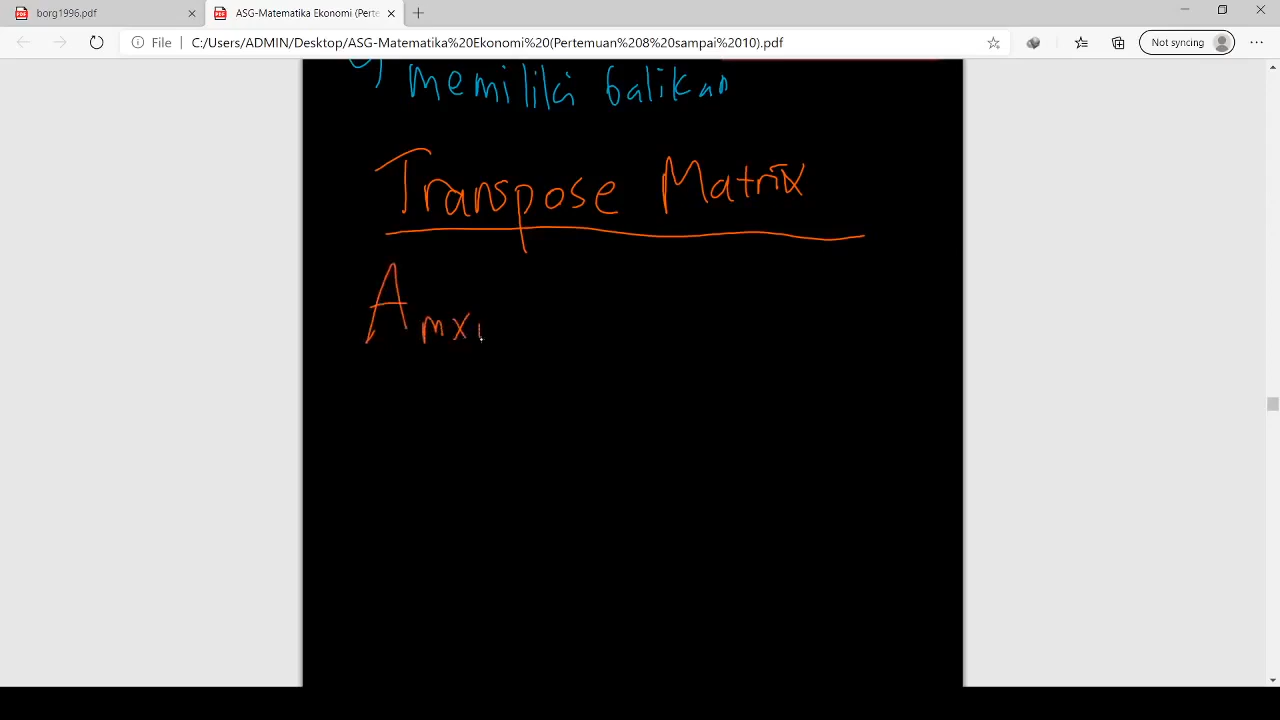 borg1996.pdf
ASG-Matematika Ekonomi (Perte
File
C:/Users/ADMIN/Desktop/ASG-Matematika%20Ekonomi%20(Pertemuan%208%20sampai%2010).pdf
Not syncing
memiliki balikan
Transpose Matrix
A mx